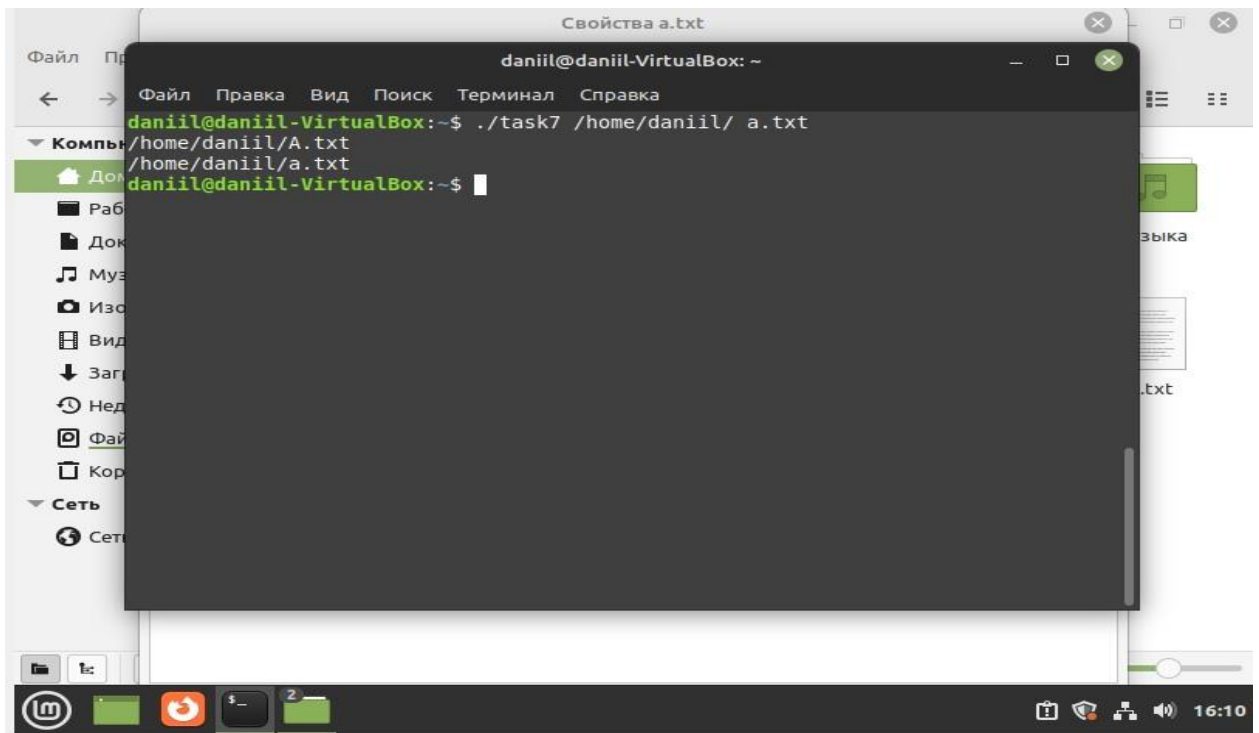 Свойства a.txt
Файл
daniil@daniil-VirtualBox: ~
Файл Правка Вид Поиск Терминал Справка
daniil@daniil-VirtualBox:~$ ./task7 /home/daniil/ a.txt
/home/daniil/A.txt
/home/daniil/a.txt
daniil@daniil-VirtualBox:~$
Сеть
.txt
2
16:10